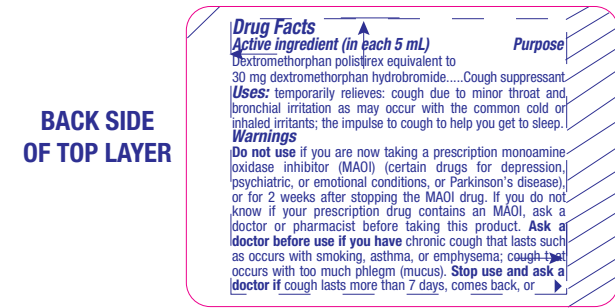 BACK SIDE
OF TOP LAYER
Drug Facts
Active ingredient (in each 5 mL) Purpose
Dextromethorphan polistirex equivalent to
30 mg dextromethorphan hydrobromide.....Cough suppressant
Uses: temporarily relieves: cough due to minor throat and
bronchial irritation as may occur with the common cold or
inhaled irritants; the impulse to cough to help you get to sleep.
Warnings
Do not use if you are now taking a prescription monoamine
oxidase inhibitor (MAOI) (certain drugs for depression,
psychiatric, or emotional conditions, or Parkinson's disease),
or for 2 weeks after stopping the MAOI drug. If you do not
know if your prescription drug contains an MAOI, ask a
doctor or pharmacist before taking this product. Ask a
doctor before use if you have chronic cough that lasts such
as occurs with smoking, asthma, or emphysema; cough that
occurs with too much phlegm (mucus). Stop use and ask a
doctor if cough lasts more than 7 days, comes back, or